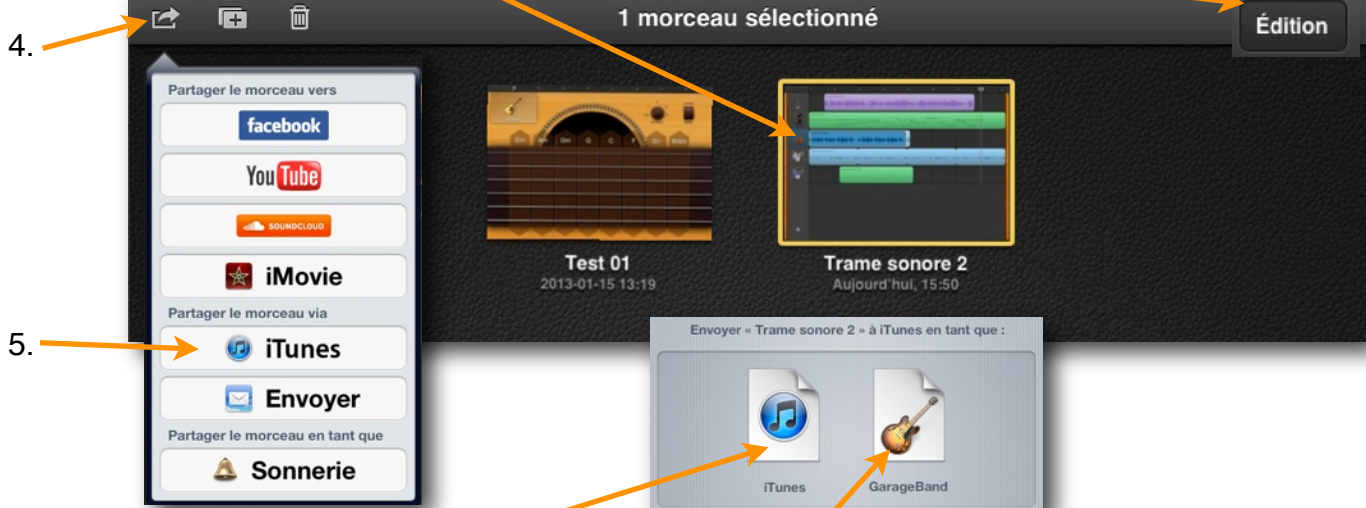 4.
1 morceau sélectionné
Édition
Partager le morceau vers
facebook
YouTube
SOUNDCLOUD
iMovie
Partager le morceau via
5.
iTunes
Envoyer
Partager le morceau en tant que
Sonnerie
Test 01
2013-01-15 13:19
Trame sonore 2
Aujourd'hui, 15:50
Envoyer « Trame sonore 2 » à iTunes en tant que :
iTunes
GarageBand